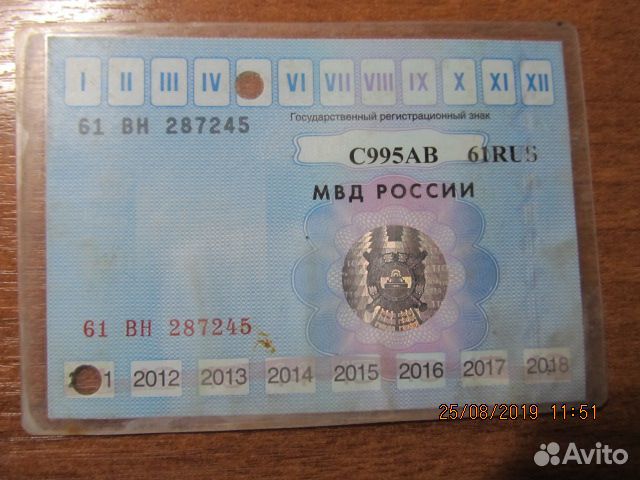 I II III IV VI VII VIII IX X XI XII
61 ВН 287245
Государственный регистрационный знак
С995АВ 61RUS
МВД РОССИИ
61 ВН 287245
1 2012 2013 2014 2015 2016 2017 2018
25/08/2019 11:51
Avito